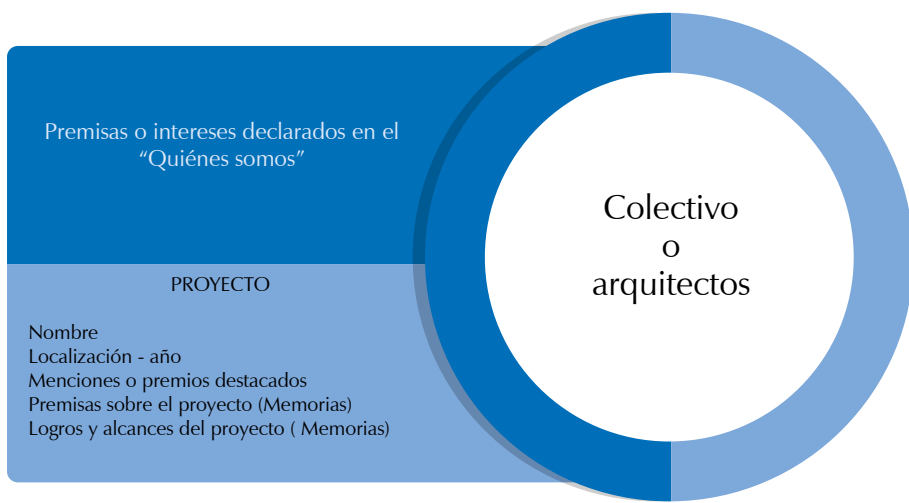 Premisas o intereses declarados en el
“Quiénes somos”
PROYECTO
Nombre
Localización - año
Menciones o premios destacados
Premisas sobre el proyecto (Memorias)
Logros y alcances del proyecto ( Memorias)
Colectivo
o
arquitectos